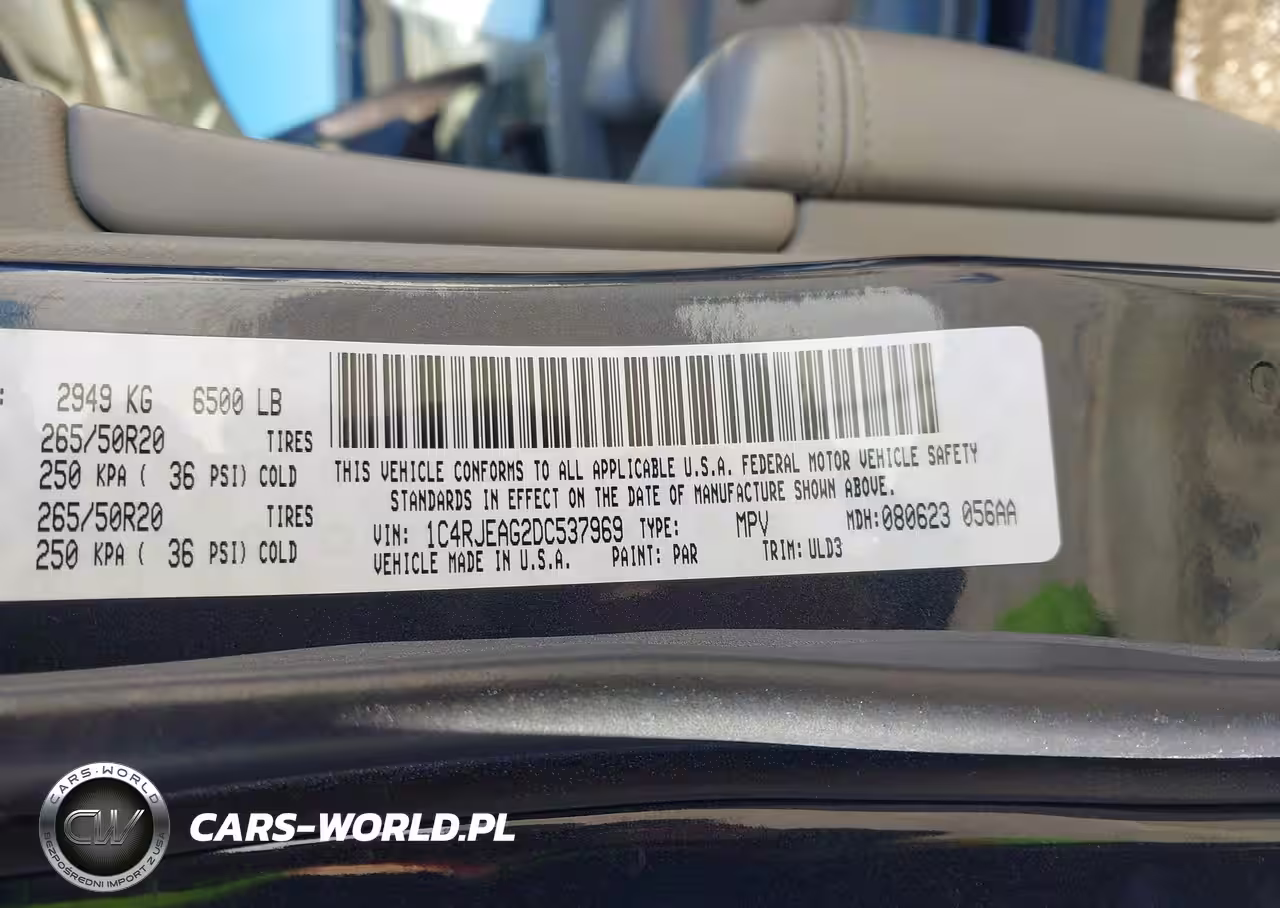 : 2949 KG 6500 LB
265/50R20 TIRES
250 KPA ( 36 PSI) COLD
265/50R20 TIRES
250 KPA ( 36 PSI) COLD
THIS VEHICLE CONFORMS TO ALL APPLICABLE U.S.A. FEDERAL MOTOR VEHICLE SAFETY
STANDARDS IN EFFECT ON THE DATE OF MANUFACTURE SHOWN ABOVE.
VIN: 1C4RJEAG2DC537969 TYPE: MPV MDH:080623 056AA
VEHICLE MADE IN U.S.A. PAINT: PAR TRIM: ULD3
CARS-WORLD
CW
BEZPOŚREDNI IMPORT Z USA
CARS-WORLD.PL